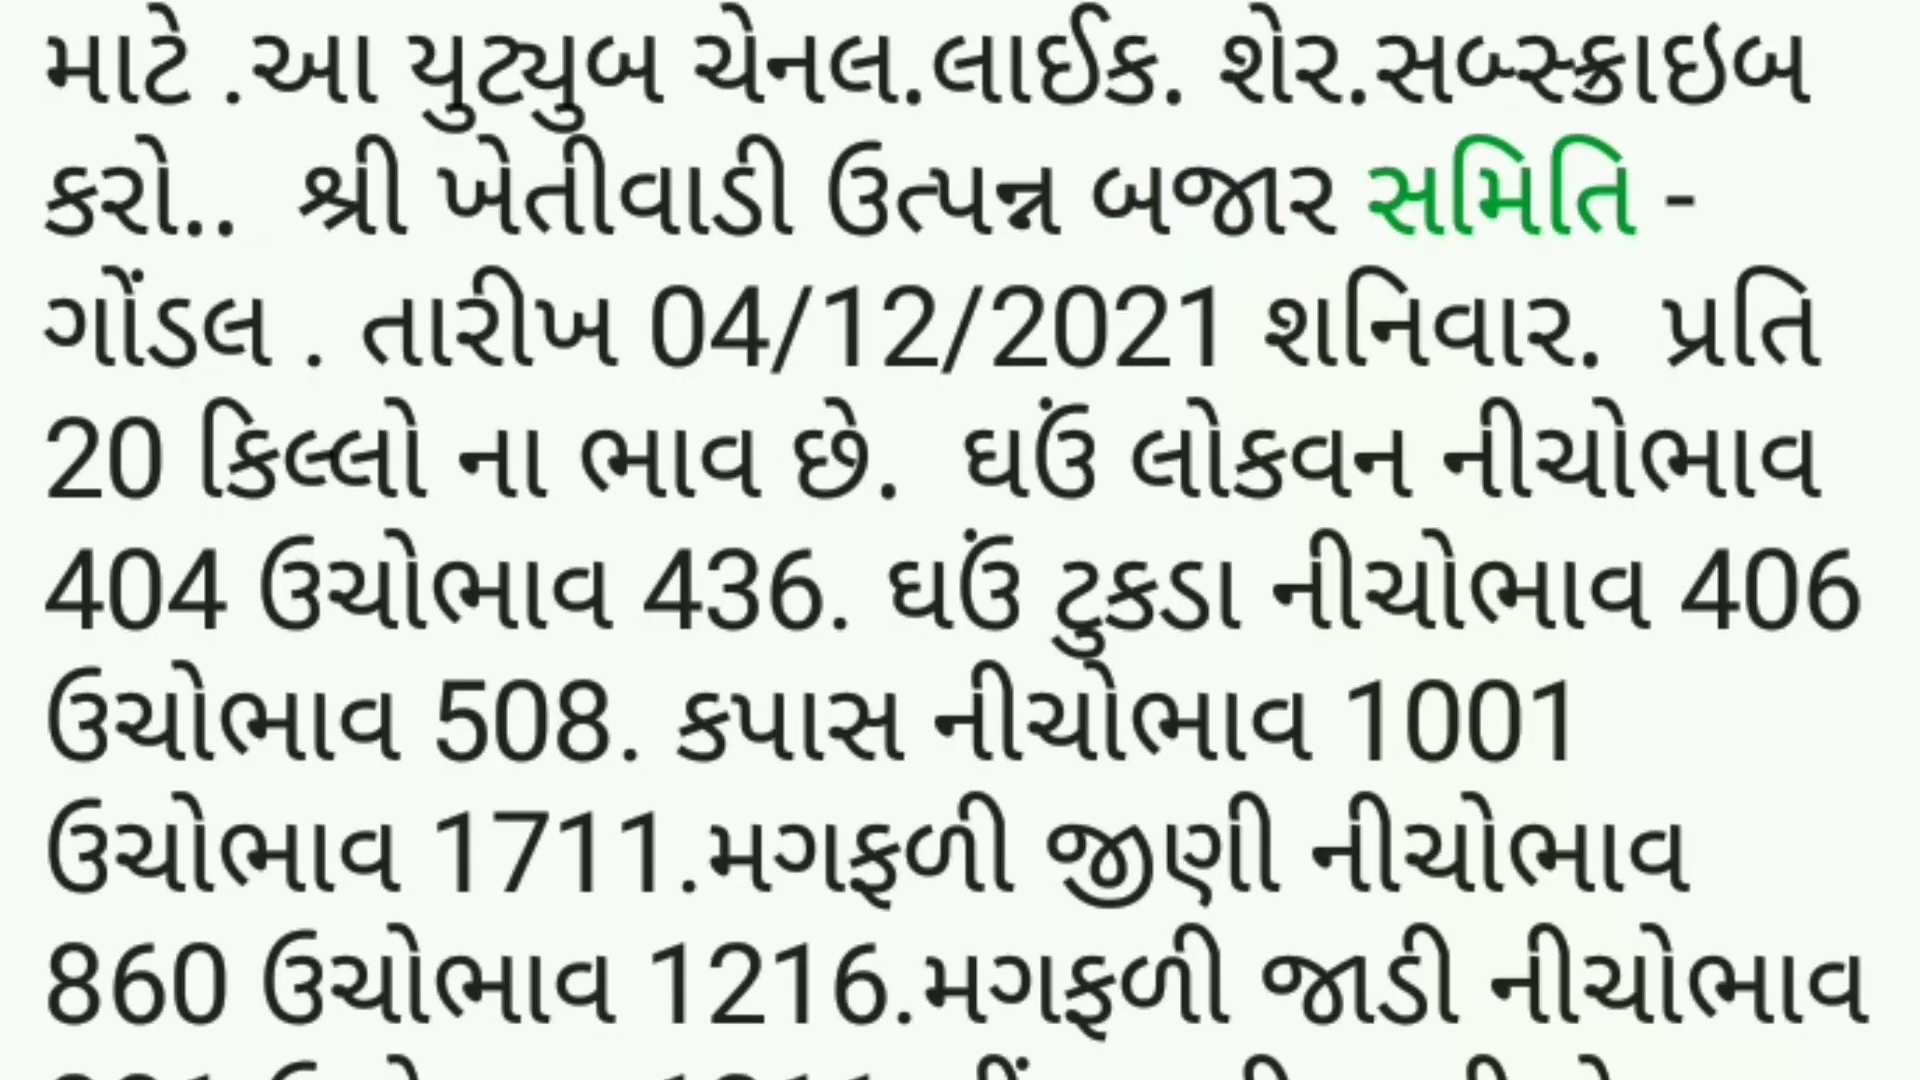 માટે .આ યુટ્યુબ ચેનલ.લાઈક. શેર.સબ્સ્ક્રાઇબ
કરો..  શ્રી ખેતીવાડી ઉત્પન્ન બજાર સમિતિ -
ગોંડલ . તારીખ 04/12/2021 શનિવાર.  પ્રતિ
20 કિલ્લો ના ભાવ છે.  ઘઉં લોકવન નીચોભાવ
404 ઉચોભાવ 436. ઘઉં ટુકડા નીચોભાવ 406
ઉચોભાવ 508. કપાસ નીચોભાવ 1001
ઉચોભાવ 1711.મગફળી જીણી નીચોભાવ
860 ઉચોભાવ 1216.મગફળી જાડી નીચોભાવ